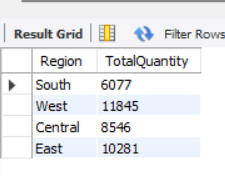 Result Grid Filter Rows
Region TotalQuantity
South 6077
West 11845
Central 8546
East 10281